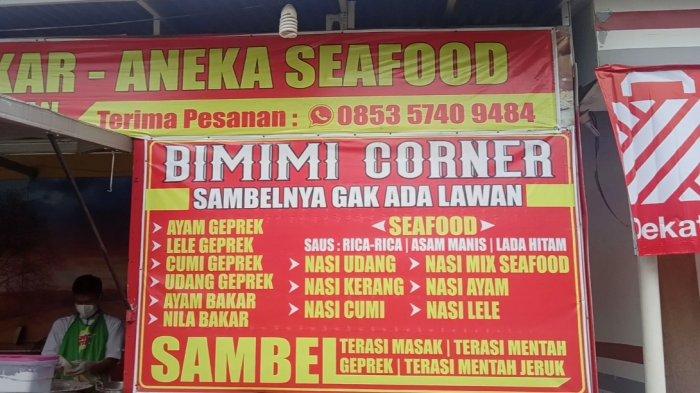 KAR - ANEKA SEAFOOD
Terima Pesanan : 0853 5740 9484
BIMIMI CORNER
SAMBELNYA GAK ADA LAWAN
AYAM GEPREK
LELE GEPREK
CUMI GEPREK
UDANG GEPREK
AYAM BAKAR
NILA BAKAR
SEAFOOD
SAUS : RICA-RICA | ASAM MANIS | LADA HITAM
NASI UDANG
NASI KERANG
NASI CUMI
NASI MIX SEAFOOD
NASI AYAM
NASI LELE
SAMBEL
TERASI MASAK | TERASI MENTAH
GEPREK | TERASI MENTAH JERUK
Dekat